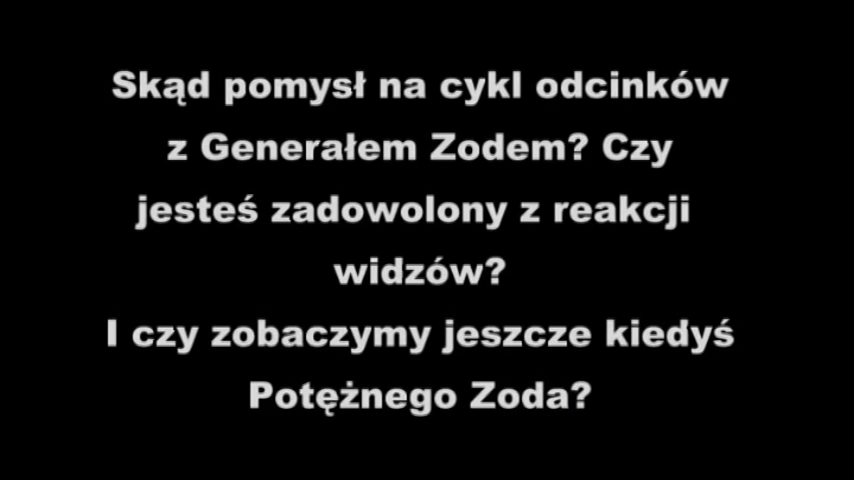 Skąd pomysł na cykl odcinków
z Generałem Zodem? Czy
jesteś zadowolony z reakcji
widzów?
I czy zobaczymy jeszcze kiedyś
Potężnego Zoda?